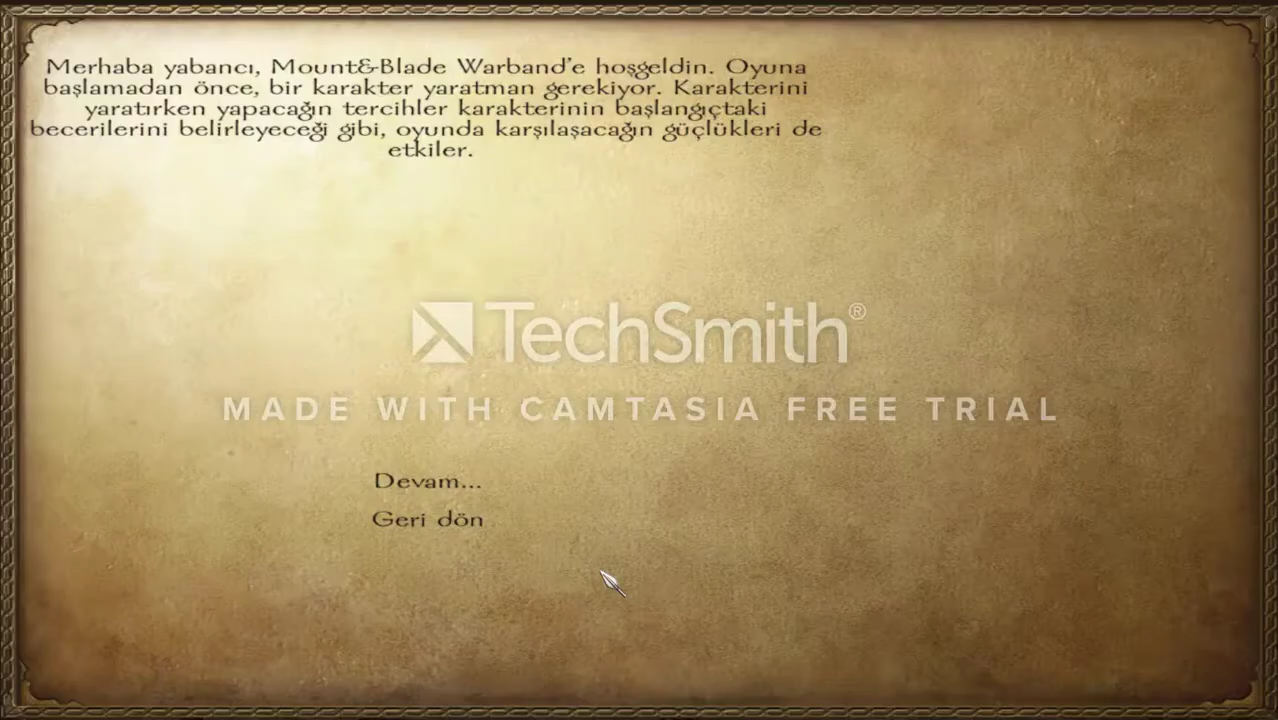 Merhaba yabancı, Mount&Blade Warband'e hoşgeldin. Oyuna
başlamadan önce, bir karakter yaratman gerekiyor. Karakterini
yaratırken yapacağın tercihler karakterinin başlangıçtaki
becerilerini belirleyeceği gibi, oyunda karşılaşacağın güçlükleri de
etkiler.
TechSmith®
MADE WITH CAMTASIA FREE TRIAL
Devam...
Geri dön